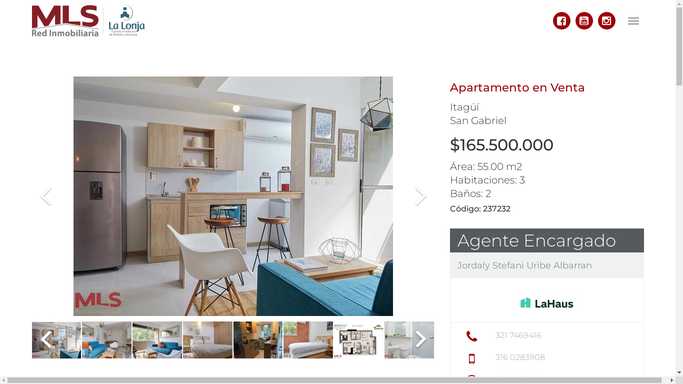 MLS
Red Inmobiliaria
La Lonja
Apartamento en Venta
Itagüí
San Gabriel
$165.500.000
Área: 55.00 m2
Habitaciones: 3
Baños: 2
Código: 237232
MLS
Agente Encargado
Jordaly Stefani Uribe Albarran
LaHaus
321 7469416
316 0283908